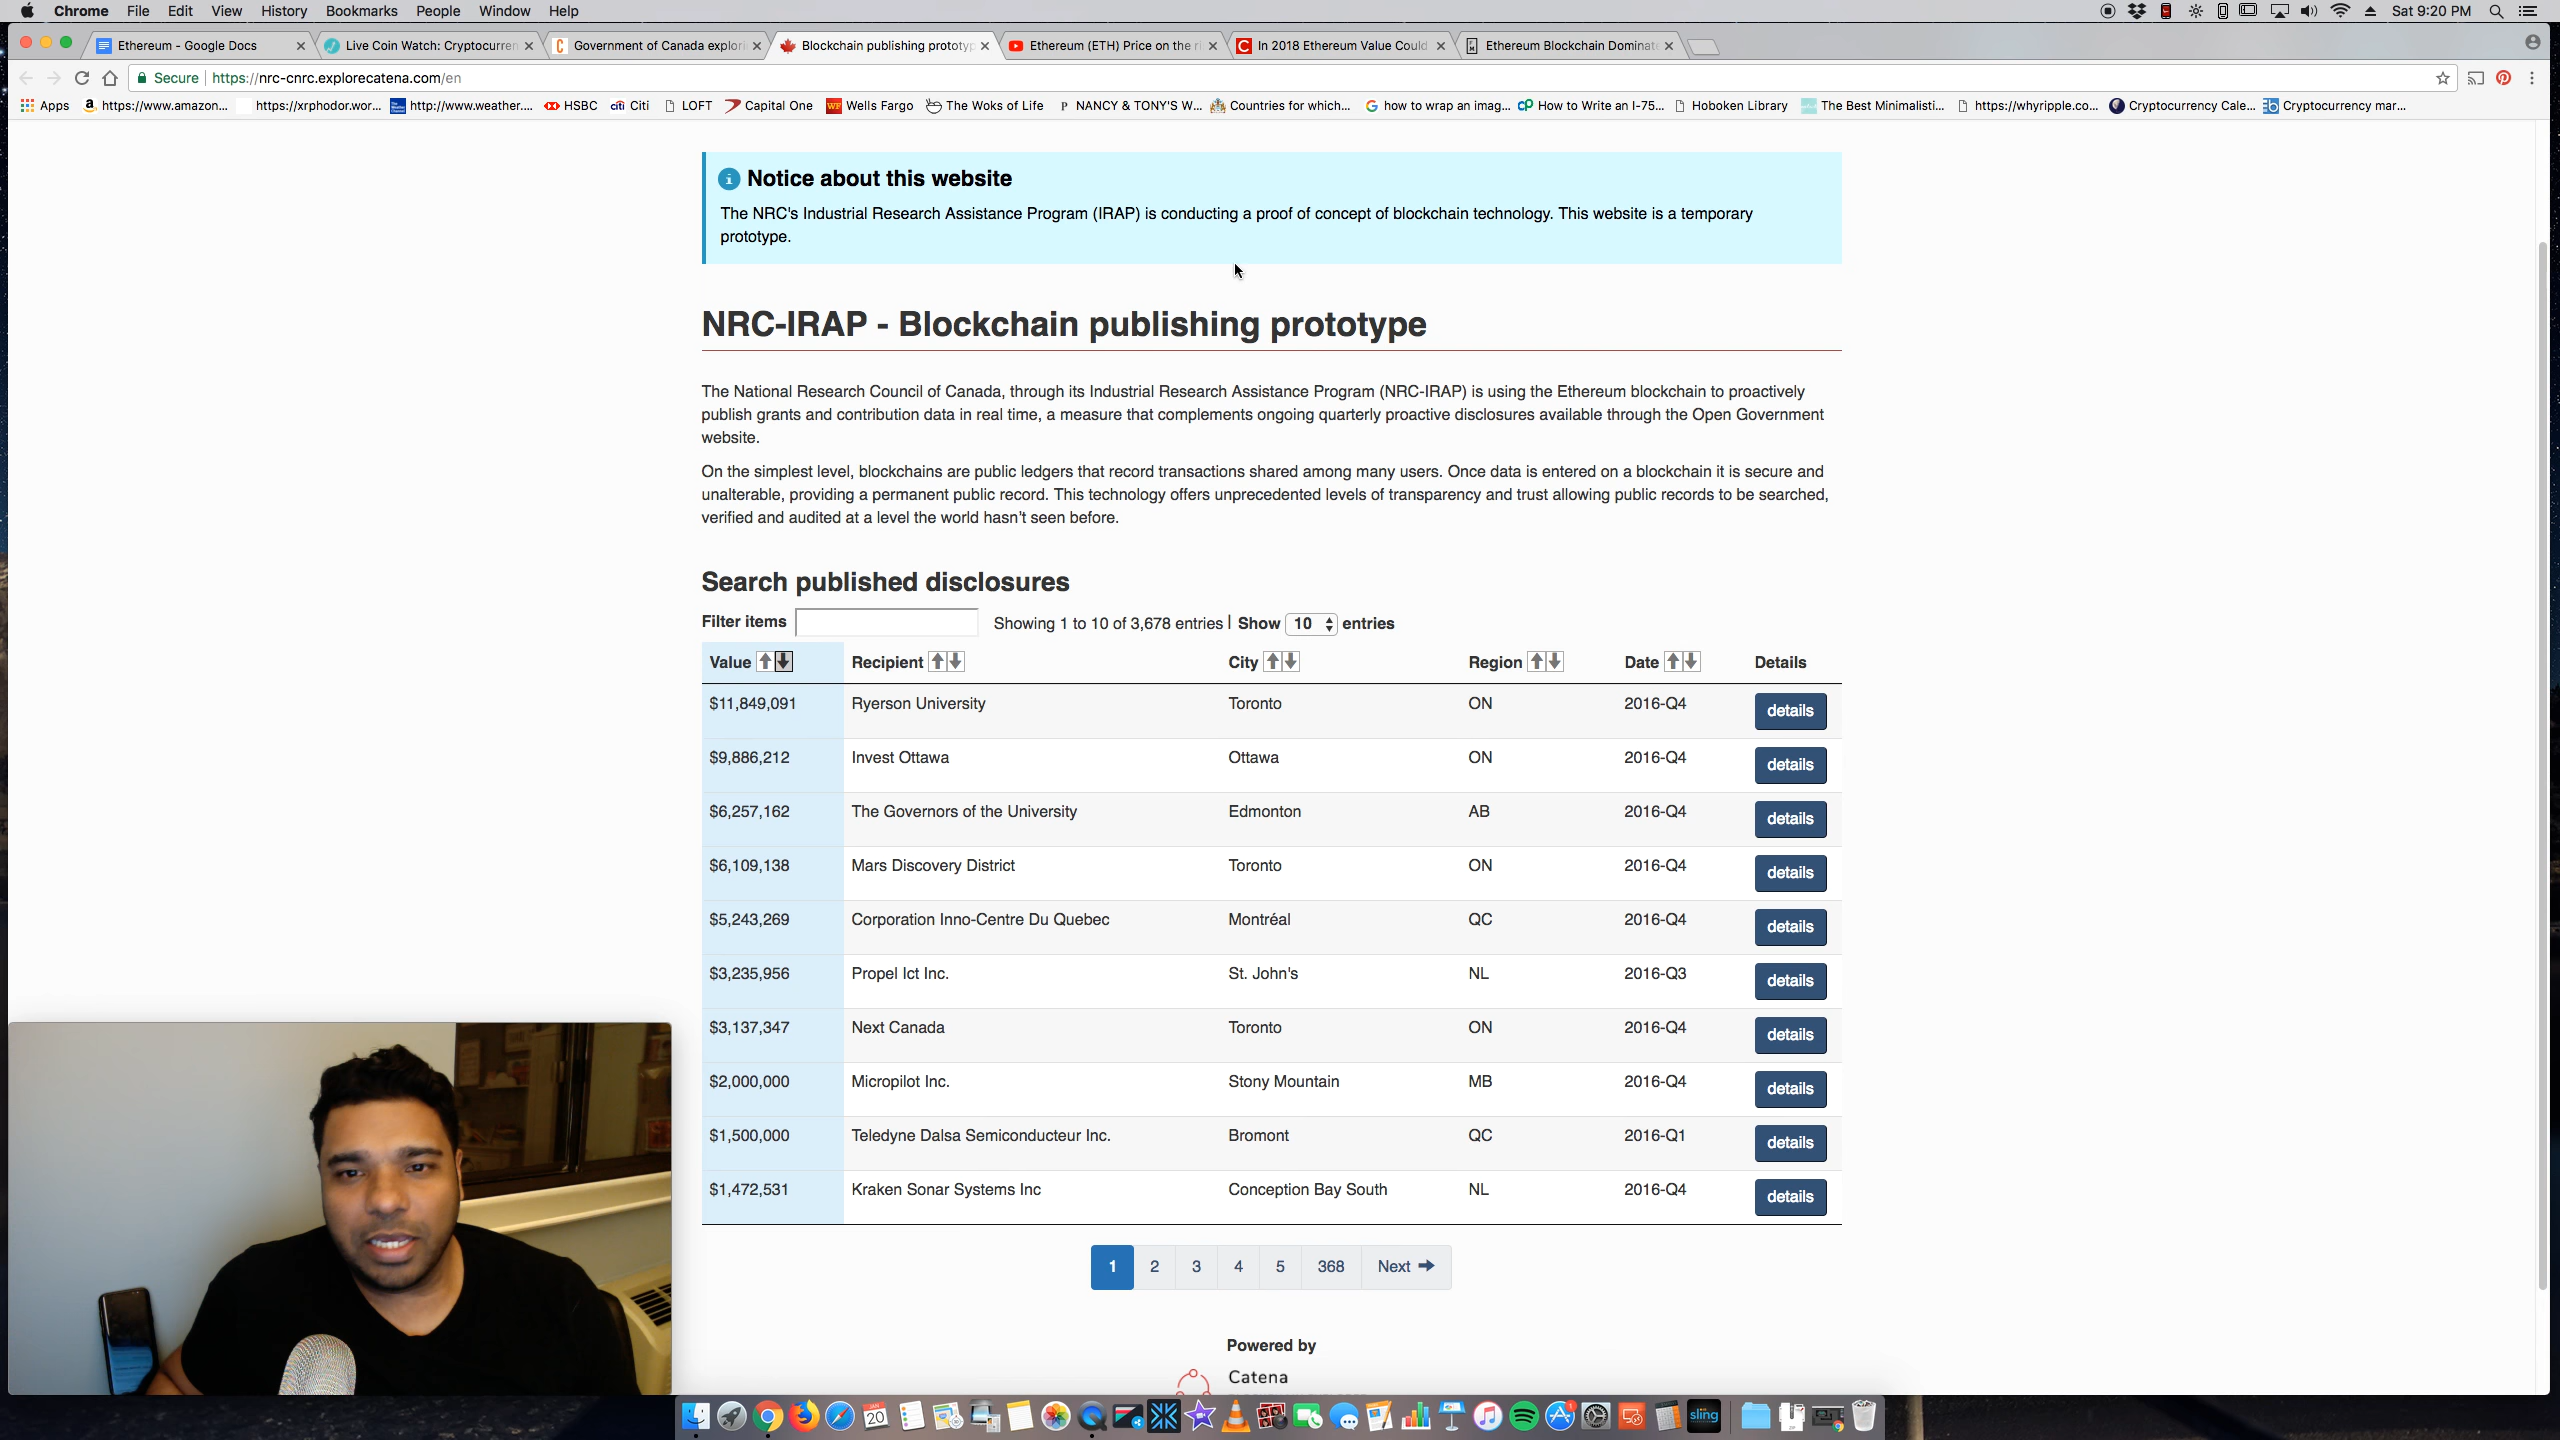 Chrome File Edit View History Bookmarks People Window Help Sat 9:20 PM
Ethereum - Google Docs Live Coin Watch: Cryptocurren Government of Canada explori Blockchain publishing prototyp Ethereum (ETH) Price on the ri In 2018 Ethereum Value Could Ethereum Blockchain Dominat
Secure https://nrc-cnrc.explorecatena.com/en
Apps https://www.amazon... https://xrphodor.wor... http://www.weather.... HSBC citi Citi LOFT Capital One Wells Fargo The Woks of Life P NANCY & TONY'S W... Countries for which... how to wrap an imag... How to Write an I-75... Hoboken Library The Best Minimalisti... https://whyripple.co... Cryptocurrency Cale... Cryptocurrency mar...
Notice about this website
The NRC's Industrial Research Assistance Program (IRAP) is conducting a proof of concept of blockchain technology. This website is a temporary
prototype.
NRC-IRAP - Blockchain publishing prototype
The National Research Council of Canada, through its Industrial Research Assistance Program (NRC-IRAP) is using the Ethereum blockchain to proactively
publish grants and contribution data in real time, a measure that complements ongoing quarterly proactive disclosures available through the Open Government
website.
On the simplest level, blockchains are public ledgers that record transactions shared among many users. Once data is entered on a blockchain it is secure and
unalterable, providing a permanent public record. This technology offers unprecedented levels of transparency and trust allowing public records to be searched,
verified and audited at a level the world hasn't seen before.
Search published disclosures
Filter items Showing 1 to 10 of 3,678 entries | Show 10 entries
Value Recipient City Region Date Details
$11,849,091 Ryerson University Toronto ON 2016-Q4 details
$9,886,212 Invest Ottawa Ottawa ON 2016-Q4 details
$6,257,162 The Governors of the University Edmonton AB 2016-Q4 details
$6,109,138 Mars Discovery District Toronto ON 2016-Q4 details
$5,243,269 Corporation Inno-Centre Du Quebec Montréal QC 2016-Q4 details
$3,235,956 Propel Ict Inc. St. John's NL 2016-Q3 details
$3,137,347 Next Canada Toronto ON 2016-Q4 details
$2,000,000 Micropilot Inc. Stony Mountain MB 2016-Q4 details
$1,500,000 Teledyne Dalsa Semiconducteur Inc. Bromont QC 2016-Q1 details
$1,472,531 Kraken Sonar Systems Inc Conception Bay South NL 2016-Q4 details
1 2 3 4 5 368 Next
Powered by
Catena
JAN 20 sling